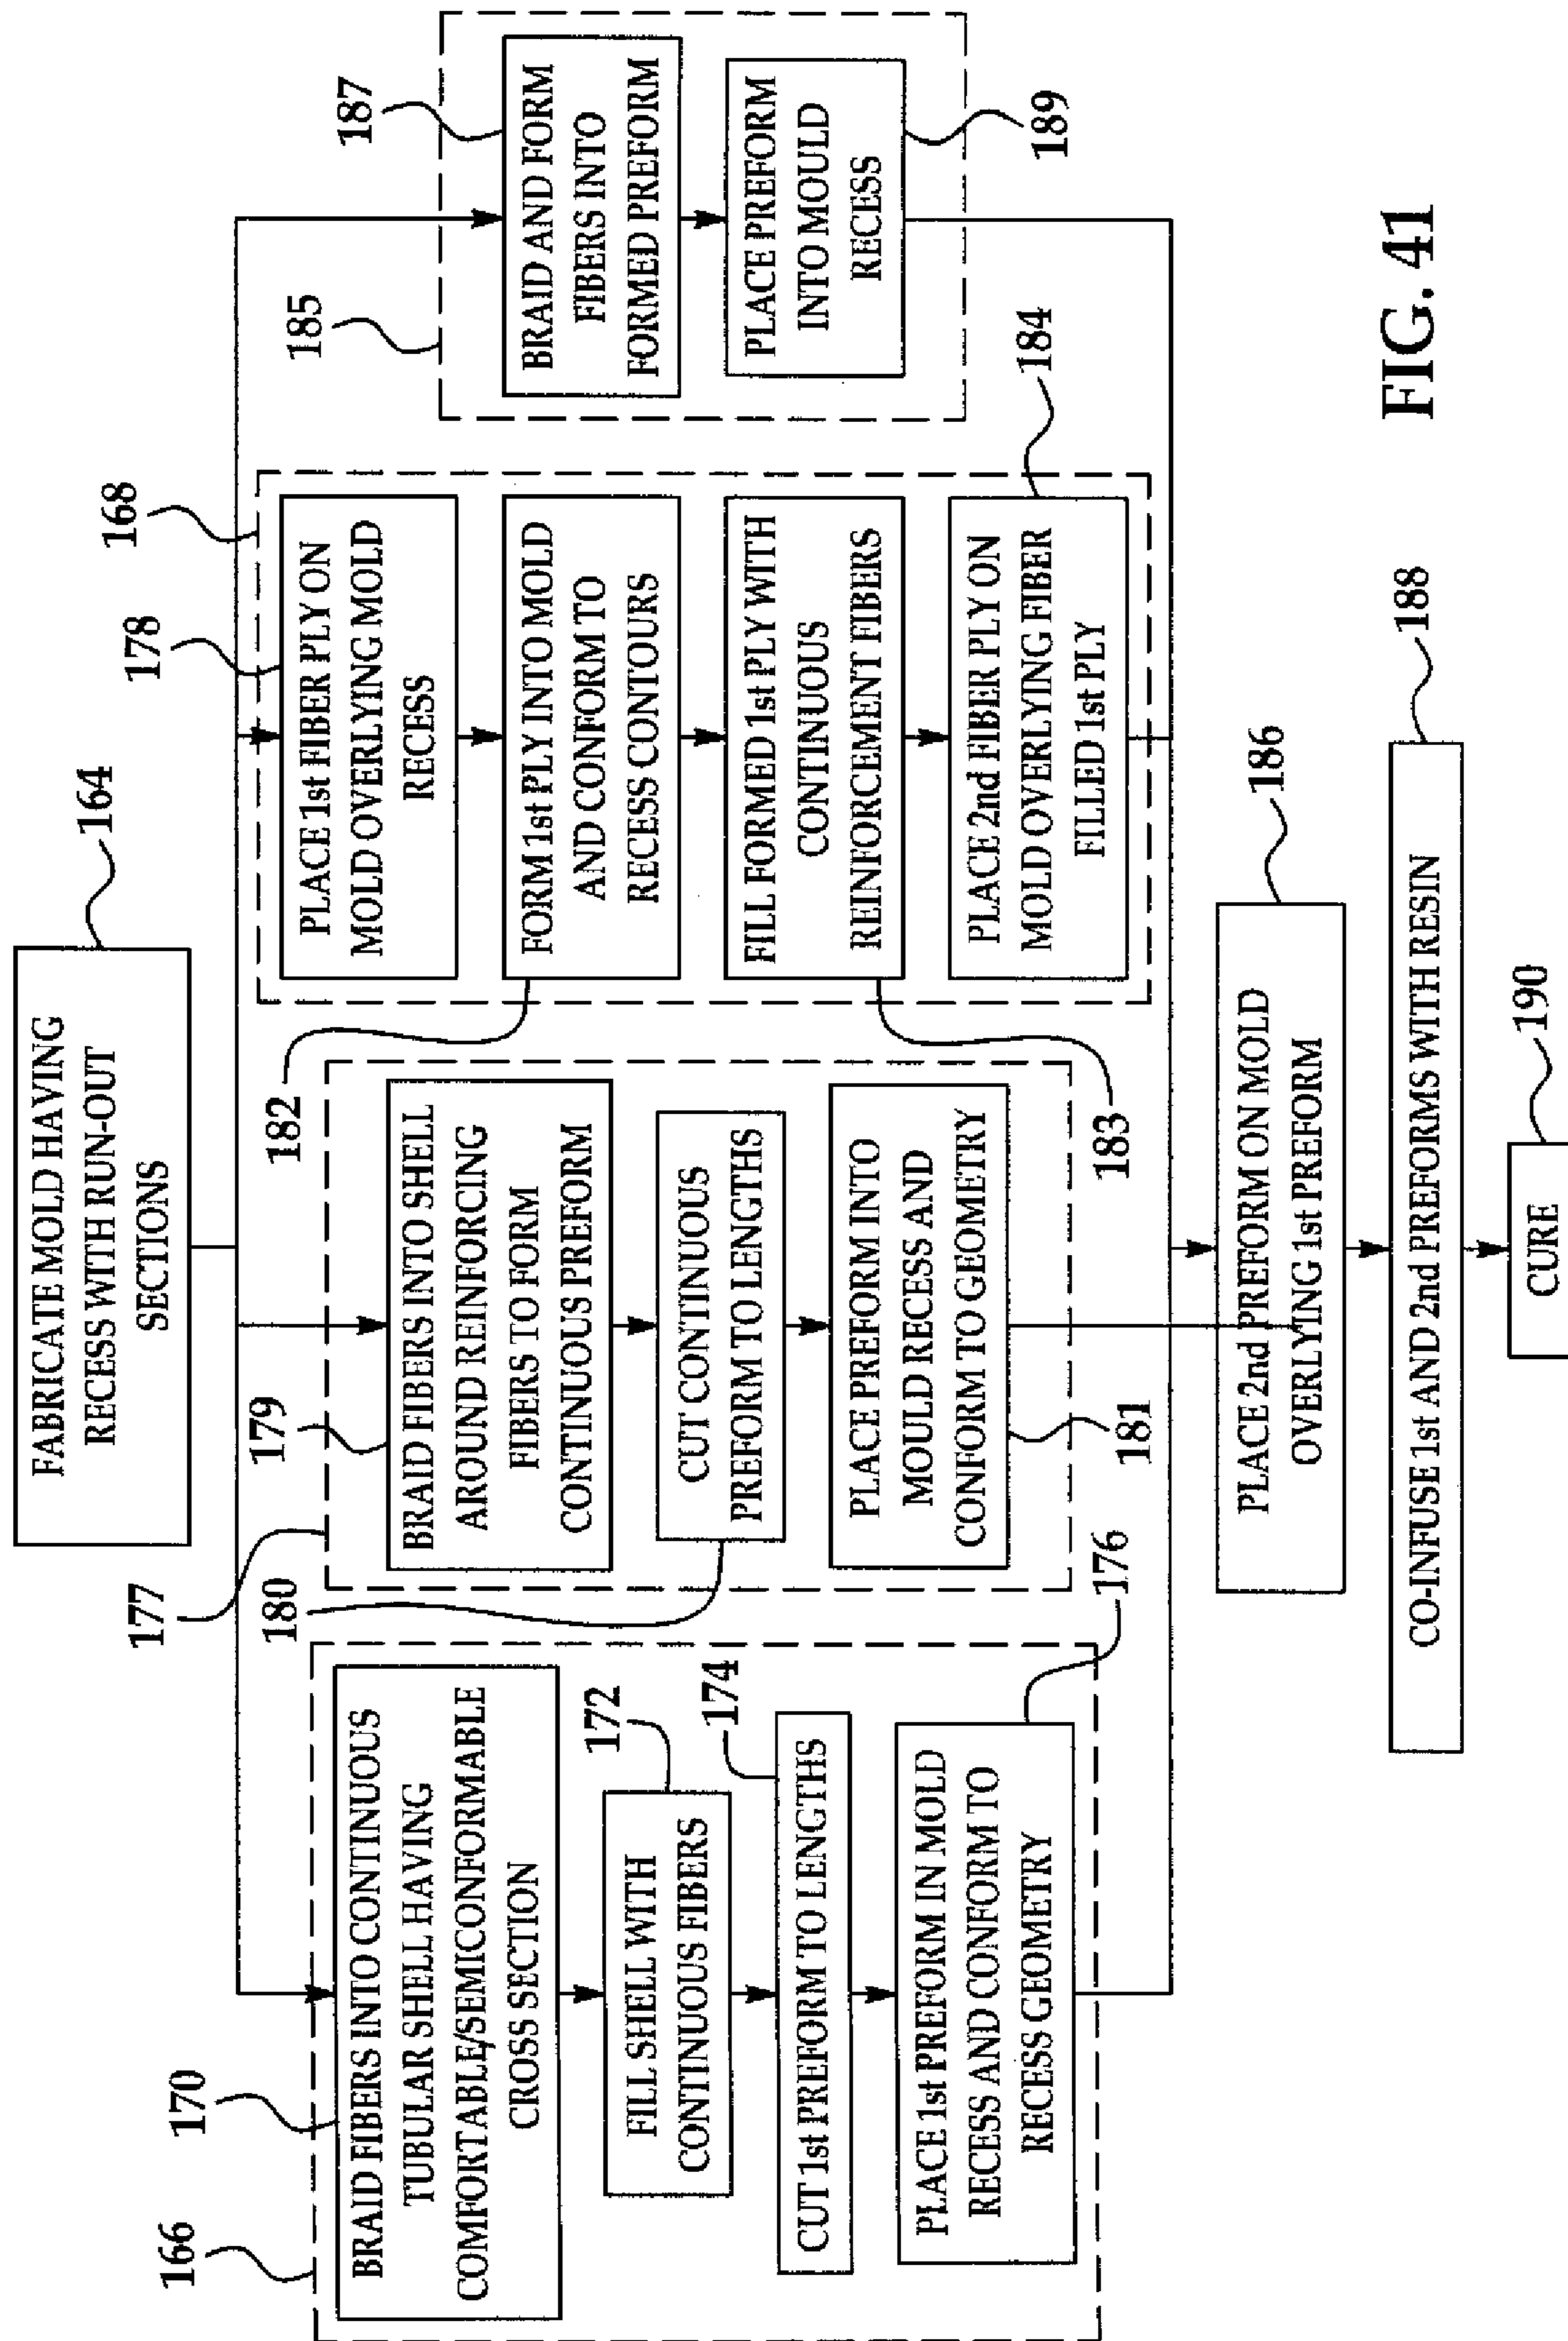 FABRICATE MOLD HAVING
RECESS WITH RUN-OUT
SECTIONS
164
166
170
BRAID FIBERS INTO CONTINUOUS
TUBULAR SHELL HAVING
COMFORTABLE/SEMICONFORMABLE
CROSS SECTION
172
FILL SHELL WITH
CONTINUOUS FIBERS
174
CUT 1st PREFORM TO LENGTHS
PLACE 1st PREFORM IN MOLD
RECESS AND CONFORM TO
RECESS GEOMETRY
176
177
179
BRAID FIBERS INTO SHELL
AROUND REINFORCING
FIBERS TO FORM
CONTINUOUS PREFORM
180
CUT CONTINUOUS
PREFORM TO LENGTHS
PLACE PREFORM INTO
MOULD RECESS AND
CONFORM TO GEOMETRY
181
168
178
PLACE 1st FIBER PLY ON
MOLD OVERLYING MOLD
RECESS
182
FORM 1st PLY INTO MOLD
AND CONFORM TO
RECESS CONTOURS
FILL FORMED 1st PLY WITH
CONTINUOUS
REINFORCEMENT FIBERS
183
PLACE 2nd FIBER PLY ON
MOLD OVERLYING FIBER
FILLED 1st PLY
184
185
187
BRAID AND FORM
FIBERS INTO
FORMED PREFORM
PLACE PREFORM
INTO MOULD
RECESS
189
PLACE 2nd PREFORM ON MOLD
OVERLYING 1st PREFORM
186
CO-INFUSE 1st AND 2nd PREFORMS WITH RESIN
188
CURE
190
FIG. 41